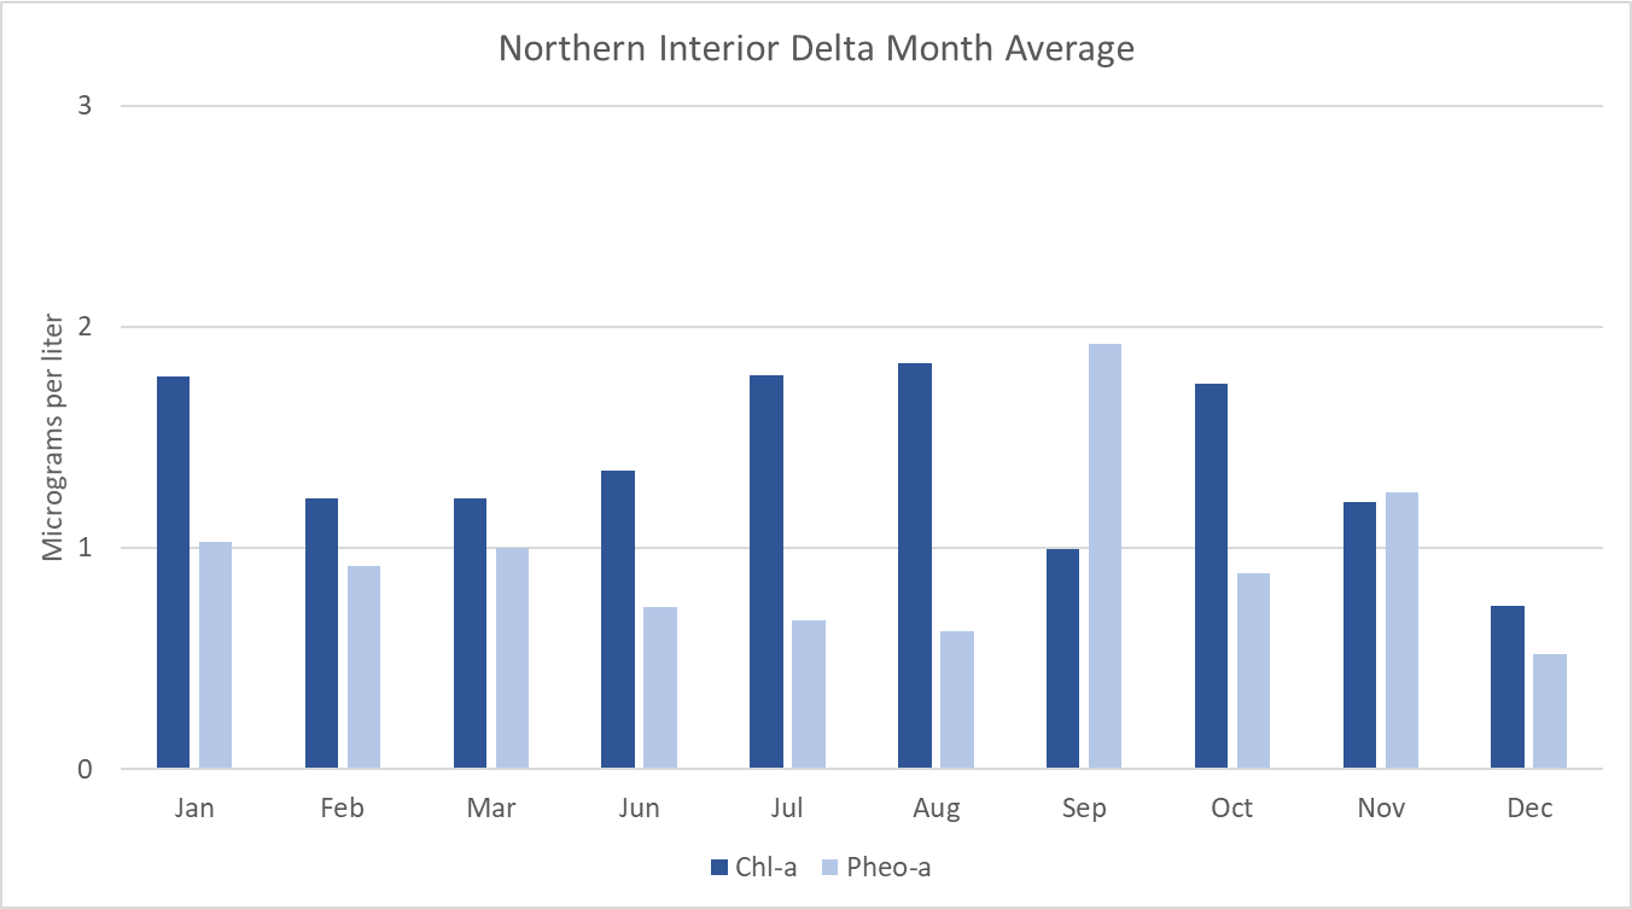 Northern Interior Delta Month Average
Micrograms per liter
3
2
1
0
Jan Feb Mar Jun Jul Aug Sep Oct Nov Dec
Chl-a Pheo-a